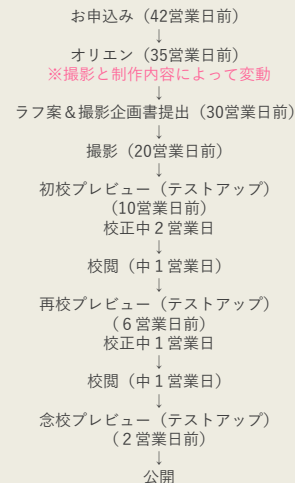 お申込み（42営業日前）
↓
オリエン（35営業日前）
※撮影と制作内容によって変動
↓
ラフ案＆撮影企画書提出（30営業日前）
↓
撮影（20営業日前）
↓
初校プレビュー（テストアップ）
（10営業日前）
校正中２営業日
↓
校閲（中１営業日）
↓
再校プレビュー（テストアップ）
（６営業日前）
校正中１営業日
↓
校閲（中１営業日）
↓
念校プレビュー（テストアップ）
（２営業日前）
↓
公開